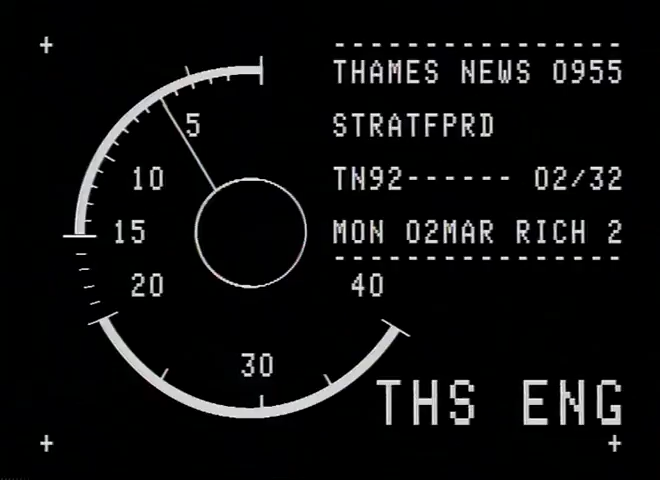 THAMES NEWS 0955
STRATFPRD
TN92------ 02/32
MON 02MAR RICH 2
5
10
15
20
30
40
THS ENG